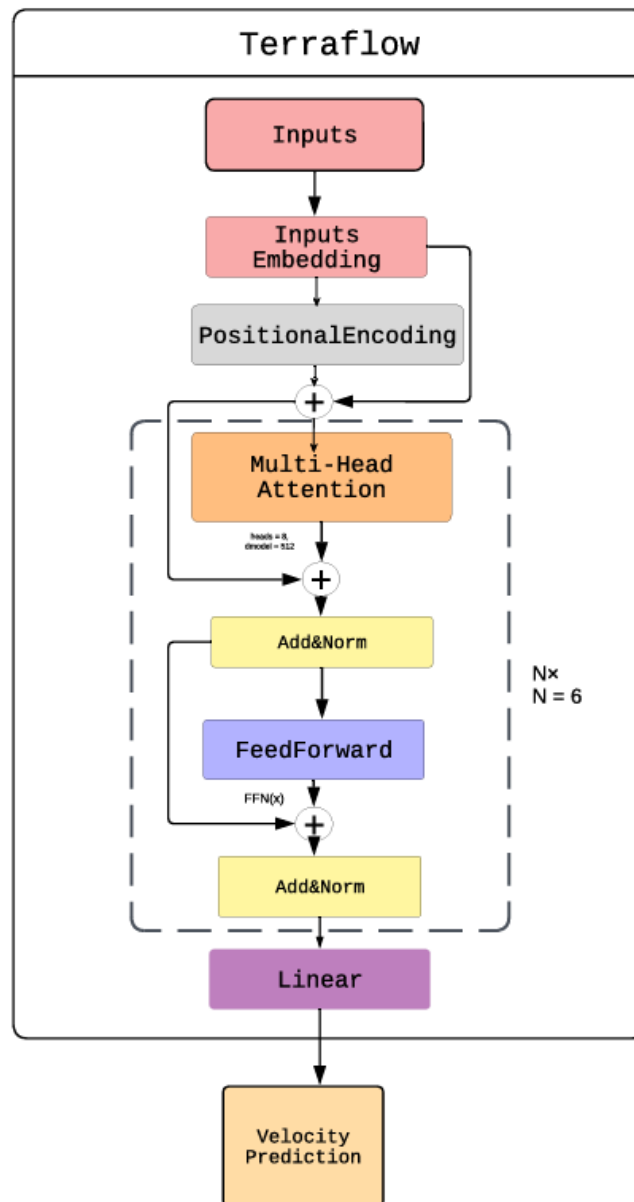 Terraflow
Inputs
Inputs
Embedding
PositionalEncoding
+
Multi-Head
Attention
heads = 8,
dmodel = 512
+
Add&Norm
N×
N = 6
FeedForward
FFN(x)
+
Add&Norm
Linear
Velocity
Prediction